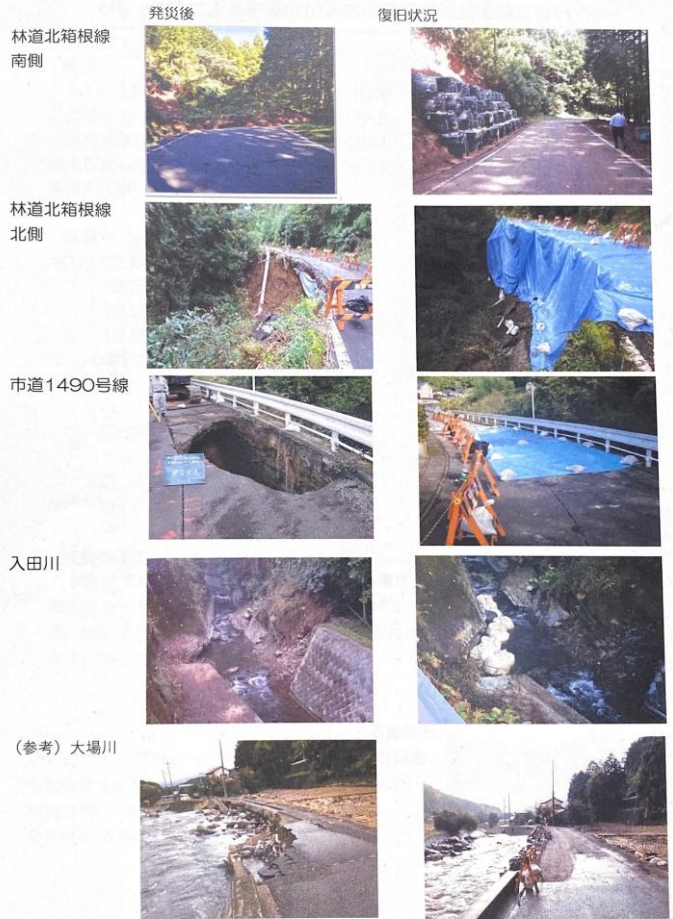 発災後
復旧状況
林道北箱根線
南側
林道北箱根線
北側
市道1490号線
入田川
(参考)大場川